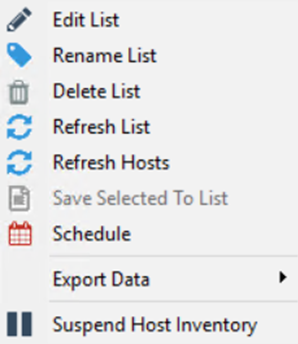 Edit List
Rename List
Delete List
Refresh List
Refresh Hosts
Save Selected To List
Schedule
Export Data
Suspend Host Inventory